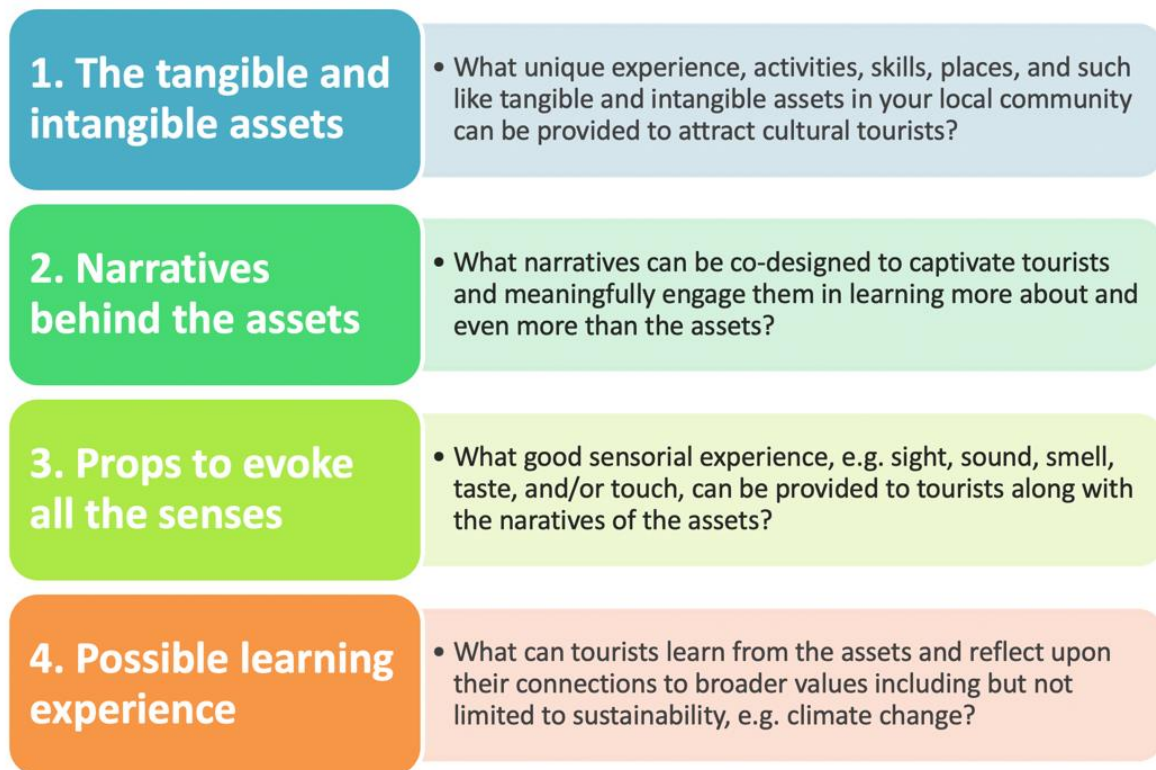 1. The tangible and
intangible assets
• What unique experience, activities, skills, places, and such
like tangible and intangible assets in your local community
can be provided to attract cultural tourists?
2. Narratives
behind the assets
• What narratives can be co-designed to captivate tourists
and meaningfully engage them in learning more about and
even more than the assets?
3. Props to evoke
all the senses
• What good sensorial experience, e.g. sight, sound, smell,
taste, and/or touch, can be provided to tourists along with
the naratives of the assets?
4. Possible learning
experience
• What can tourists learn from the assets and reflect upon
their connections to broader values including but not
limited to sustainability, e.g. climate change?